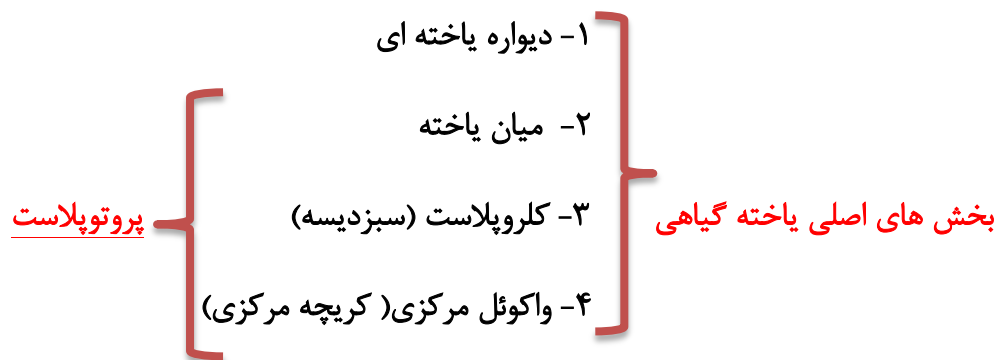 بخش های اصلی یاخته گیاهی
۱- دیواره یاخته ای
۲- میان یاخته
۳- کلروپلاست (سبزدیسه)
۴- واکوئل مرکزی( کریچه مرکزی)
پروتوپلاست